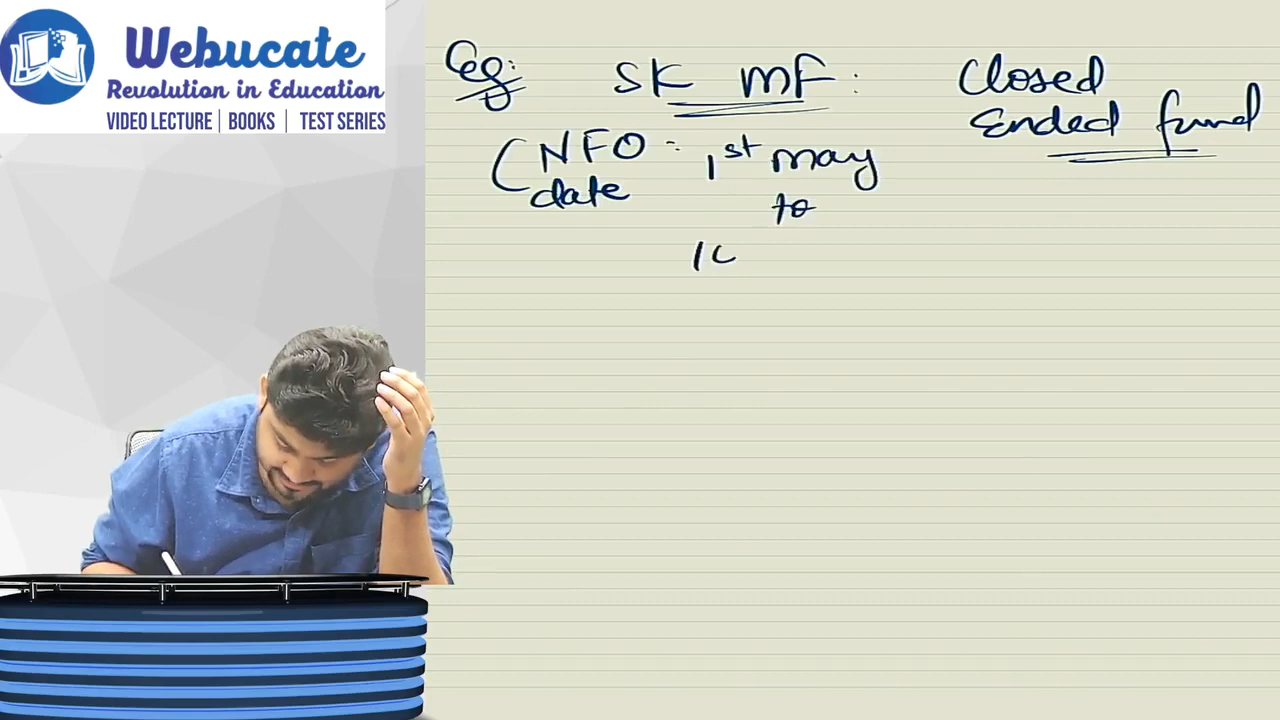 Webucate
Revolution in Education
VIDEO LECTURE | BOOKS | TEST SERIES
Eg: SK MF: Closed
Ended fund
(NFO: 1st may
date
to